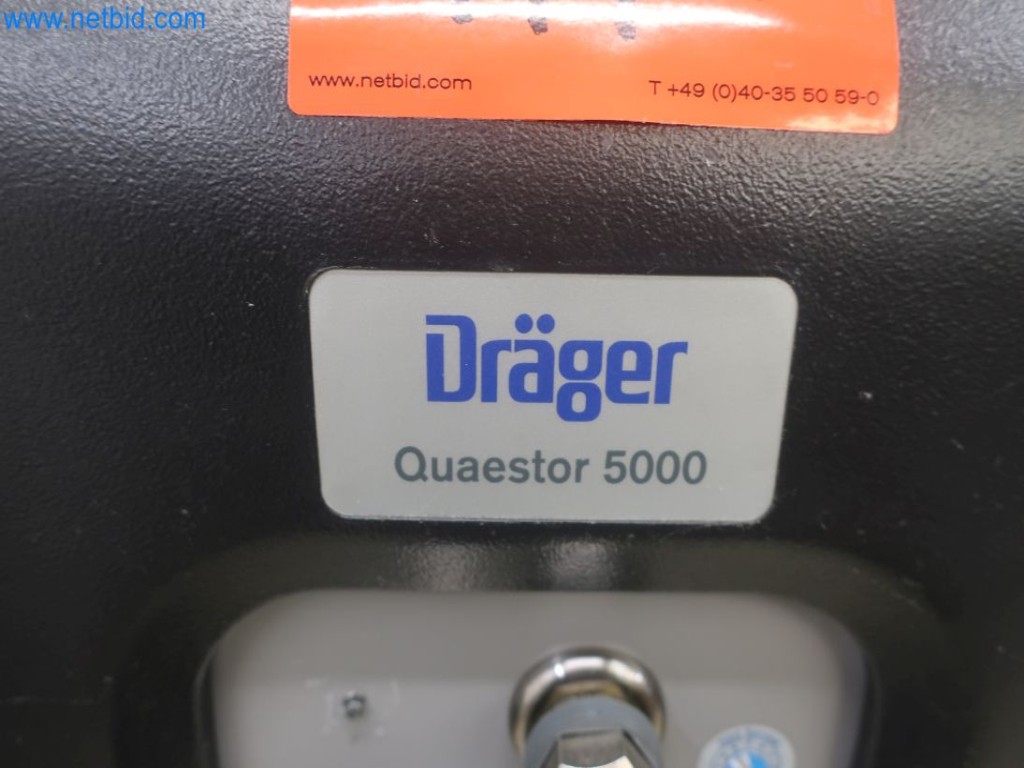 www.netbid.com
www.netbid.com
T +49 (0)40-35 50 59-0
Dräger
Quaestor 5000